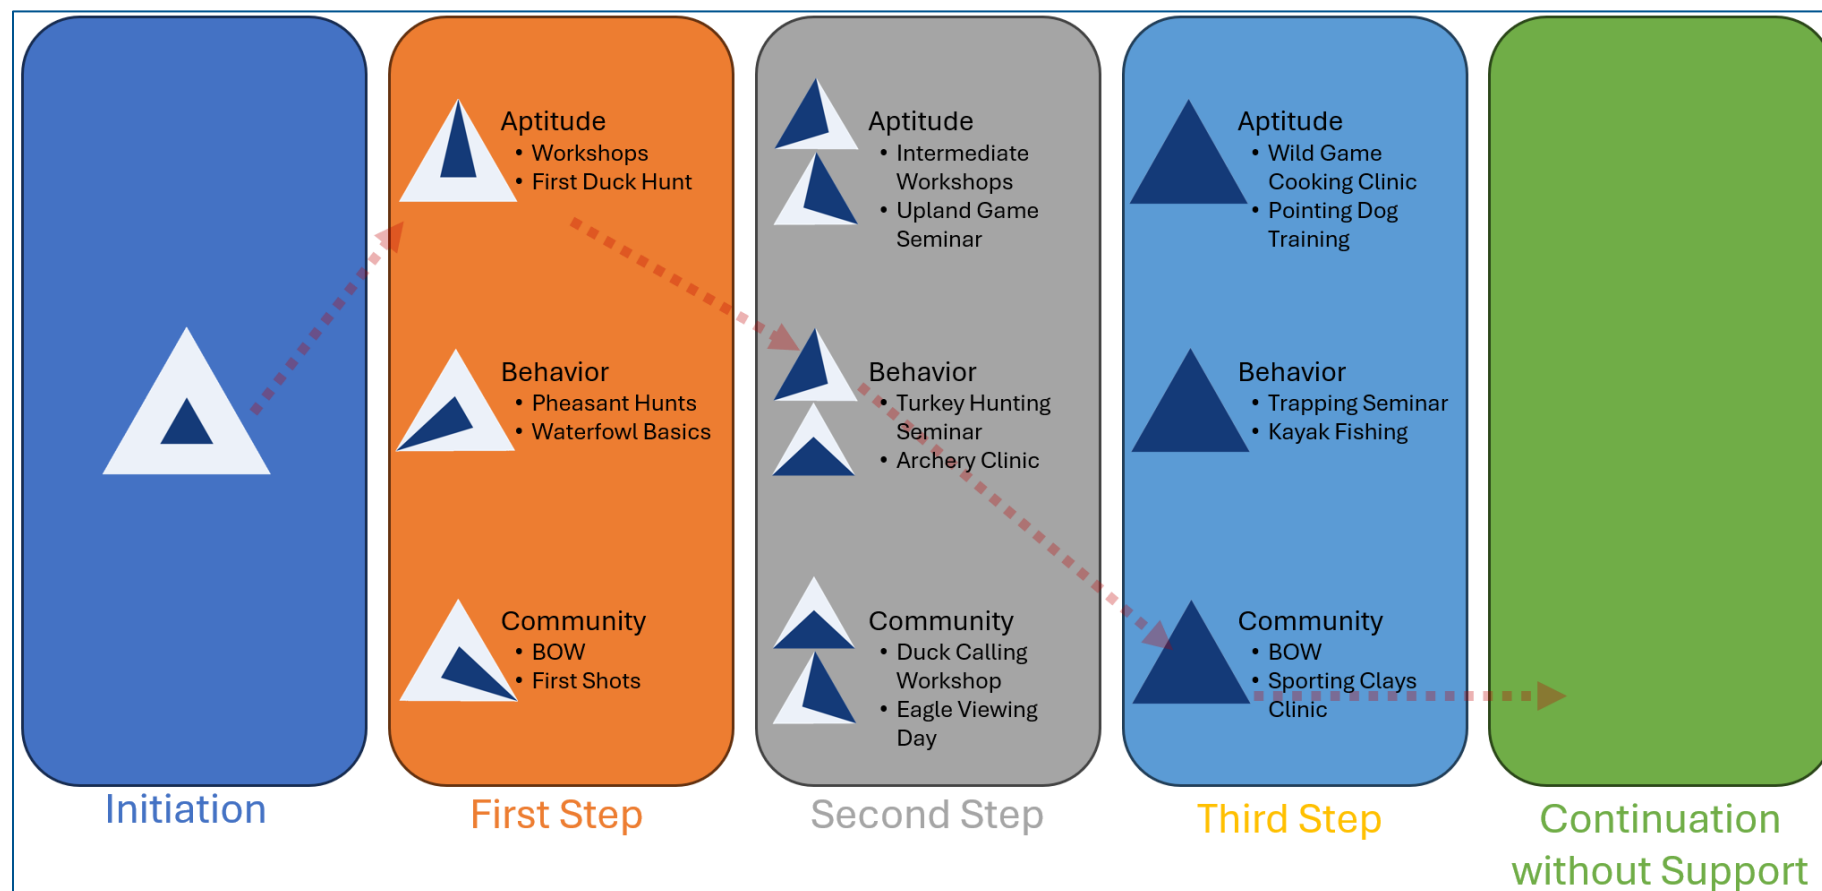 Aptitude
• Workshops
• First Duck Hunt
Behavior
• Pheasant Hunts
• Waterfowl Basics
Community
• BOW
• First Shots
Aptitude
• Intermediate
Workshops
• Upland Game
Seminar
Behavior
• Turkey Hunting
Seminar
• Archery Clinic
Community
• Duck Calling
Workshop
• Eagle Viewing
Day
Aptitude
• Wild Game
Cooking Clinic
• Pointing Dog
Training
Behavior
• Trapping Seminar
• Kayak Fishing
Community
• BOW
• Sporting Clays
Clinic
Initiation
First Step
Second Step
Third Step
Continuation
without Support